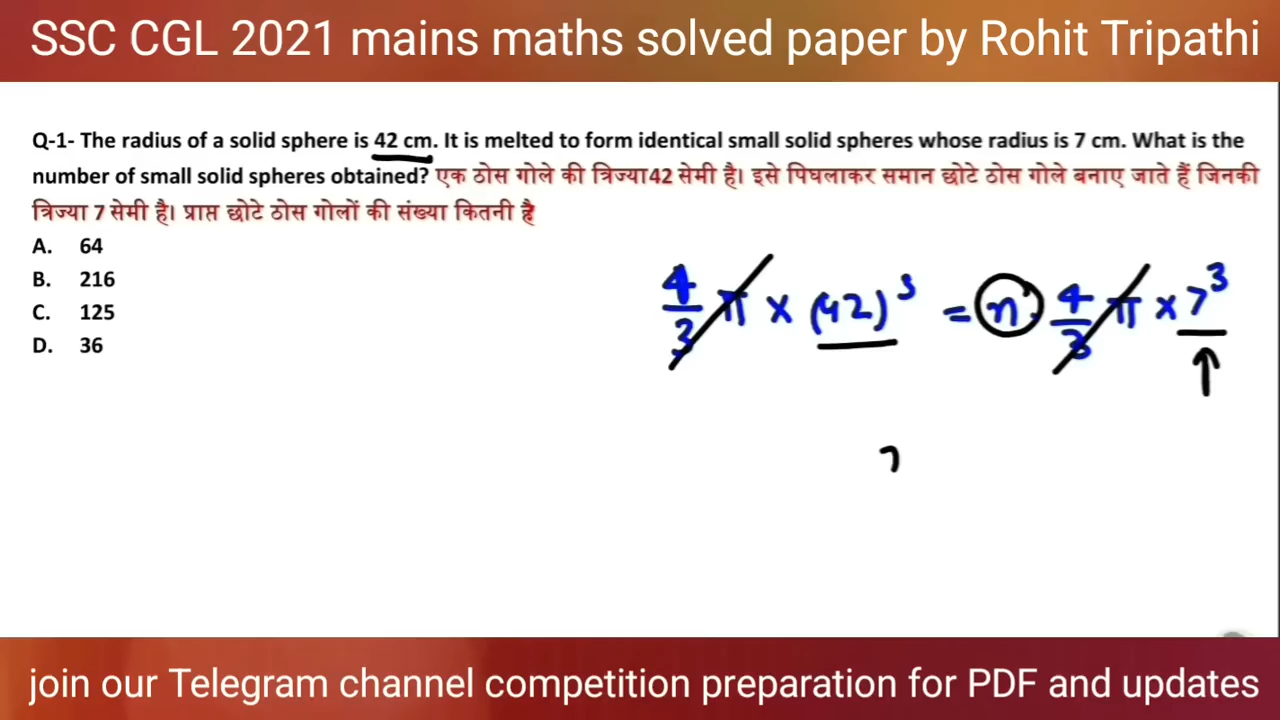 SSC CGL 2021 mains maths solved paper by Rohit Tripathi
Q-1- The radius of a solid sphere is 42 cm. It is melted to form identical small solid spheres whose radius is 7 cm. What is the
number of small solid spheres obtained? एक ठोस गोले की त्रिज्या42 सेमी है। इसे पिघलाकर समान छोटे ठोस गोले बनाए जाते हैं जिनकी
त्रिज्या 7 सेमी है। प्राप्त छोटे ठोस गोलों की संख्या कितनी है
A. 64
B. 216
C. 125
D. 36
4/3 π × (42)³ = n · 4/3 π × 7³
join our Telegram channel competition preparation for PDF and updates